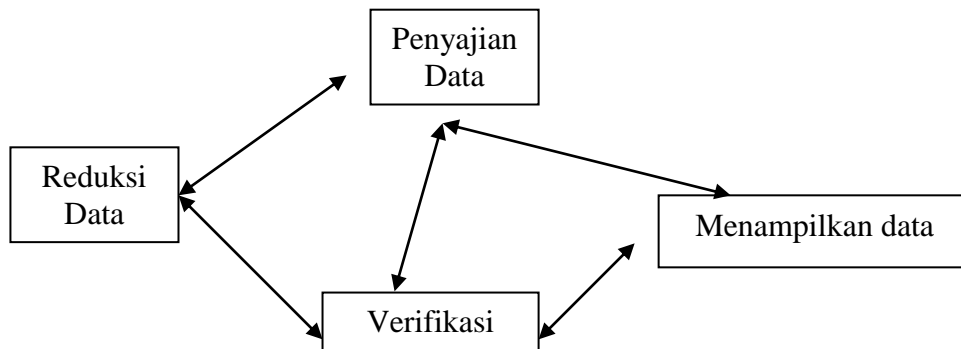 Penyajian
Data
Reduksi
Data
Menampilkan data
Verifikasi